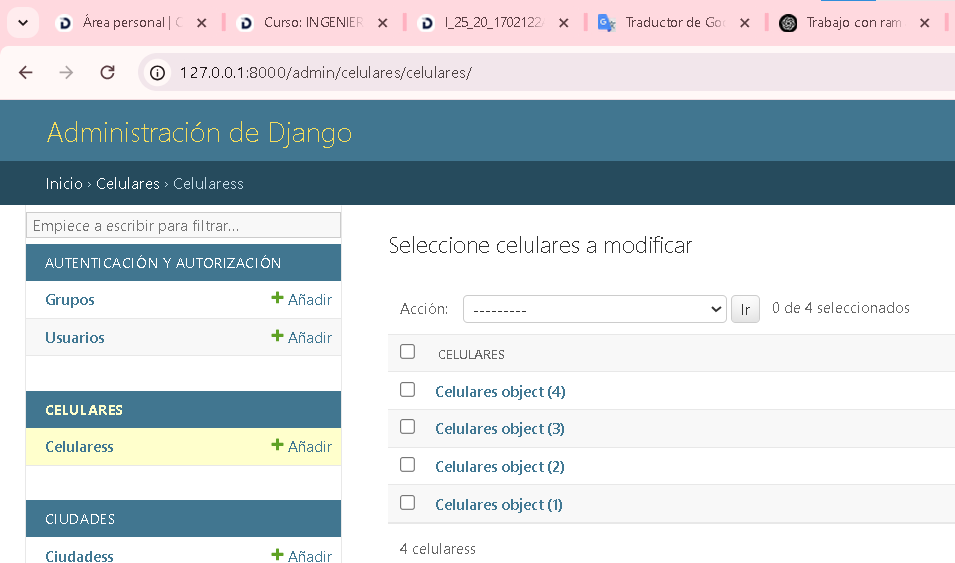 Área personal | C
Curso: INGENIER
I_25_20_1702122
Traductor de Goo
Trabajo con ram
127.0.0.1:8000/admin/celulares/celulares/
Administración de Django
Inicio › Celulares › Celularess
Empiece a escribir para filtrar...
AUTENTICACIÓN Y AUTORIZACIÓN
Grupos + Añadir
Usuarios + Añadir
CELULARES
Celularess + Añadir
CIUDADES
Ciudadess + Añadir
Seleccione celulares a modificar
Acción: --------- Ir 0 de 4 seleccionados
CELULARES
Celulares object (4)
Celulares object (3)
Celulares object (2)
Celulares object (1)
4 celularess